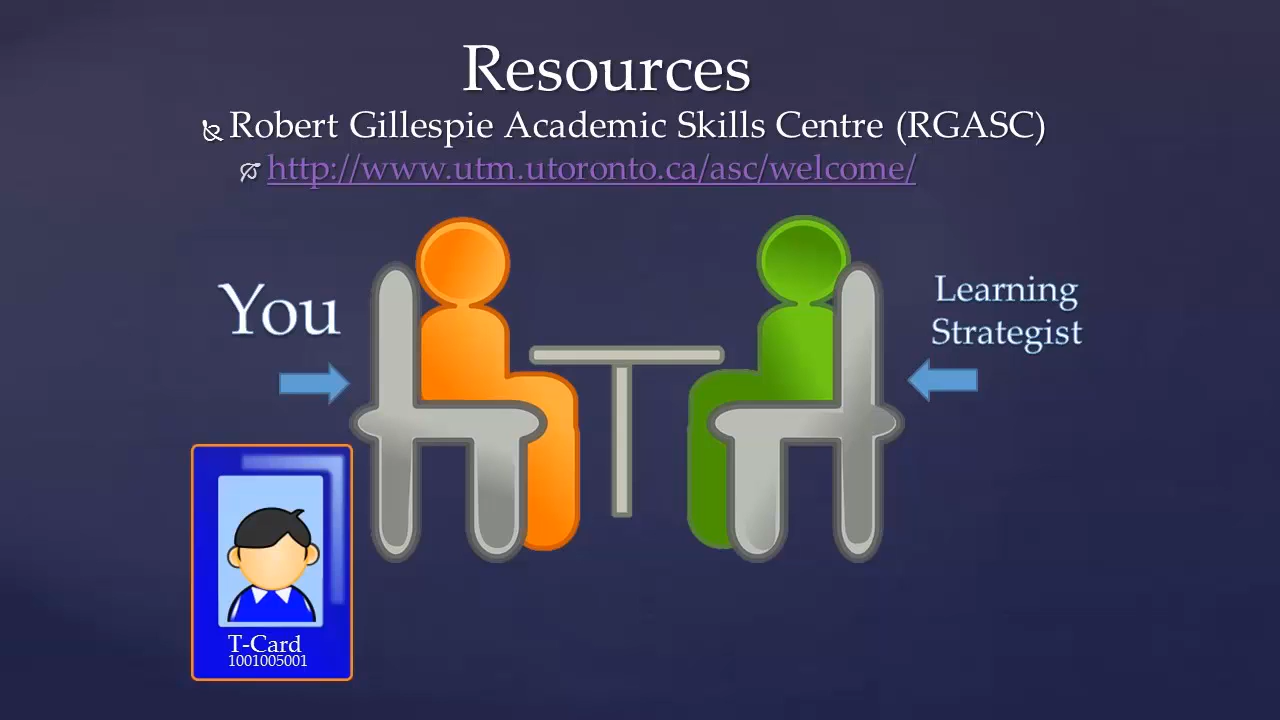 Resources
Robert Gillespie Academic Skills Centre (RGASC)
http://www.utm.utoronto.ca/asc/welcome/
You
Learning
Strategist
T-Card
1001005001